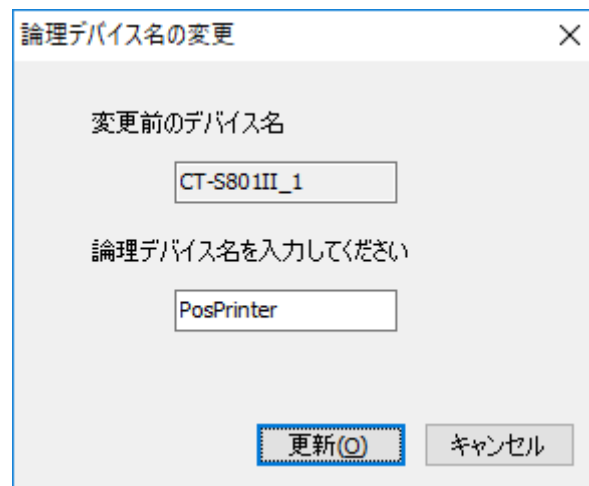 論理デバイス名の変更
変更前のデバイス名
CT-S801II_1
論理デバイス名を入力してください
PosPrinter
更新(O) キャンセル